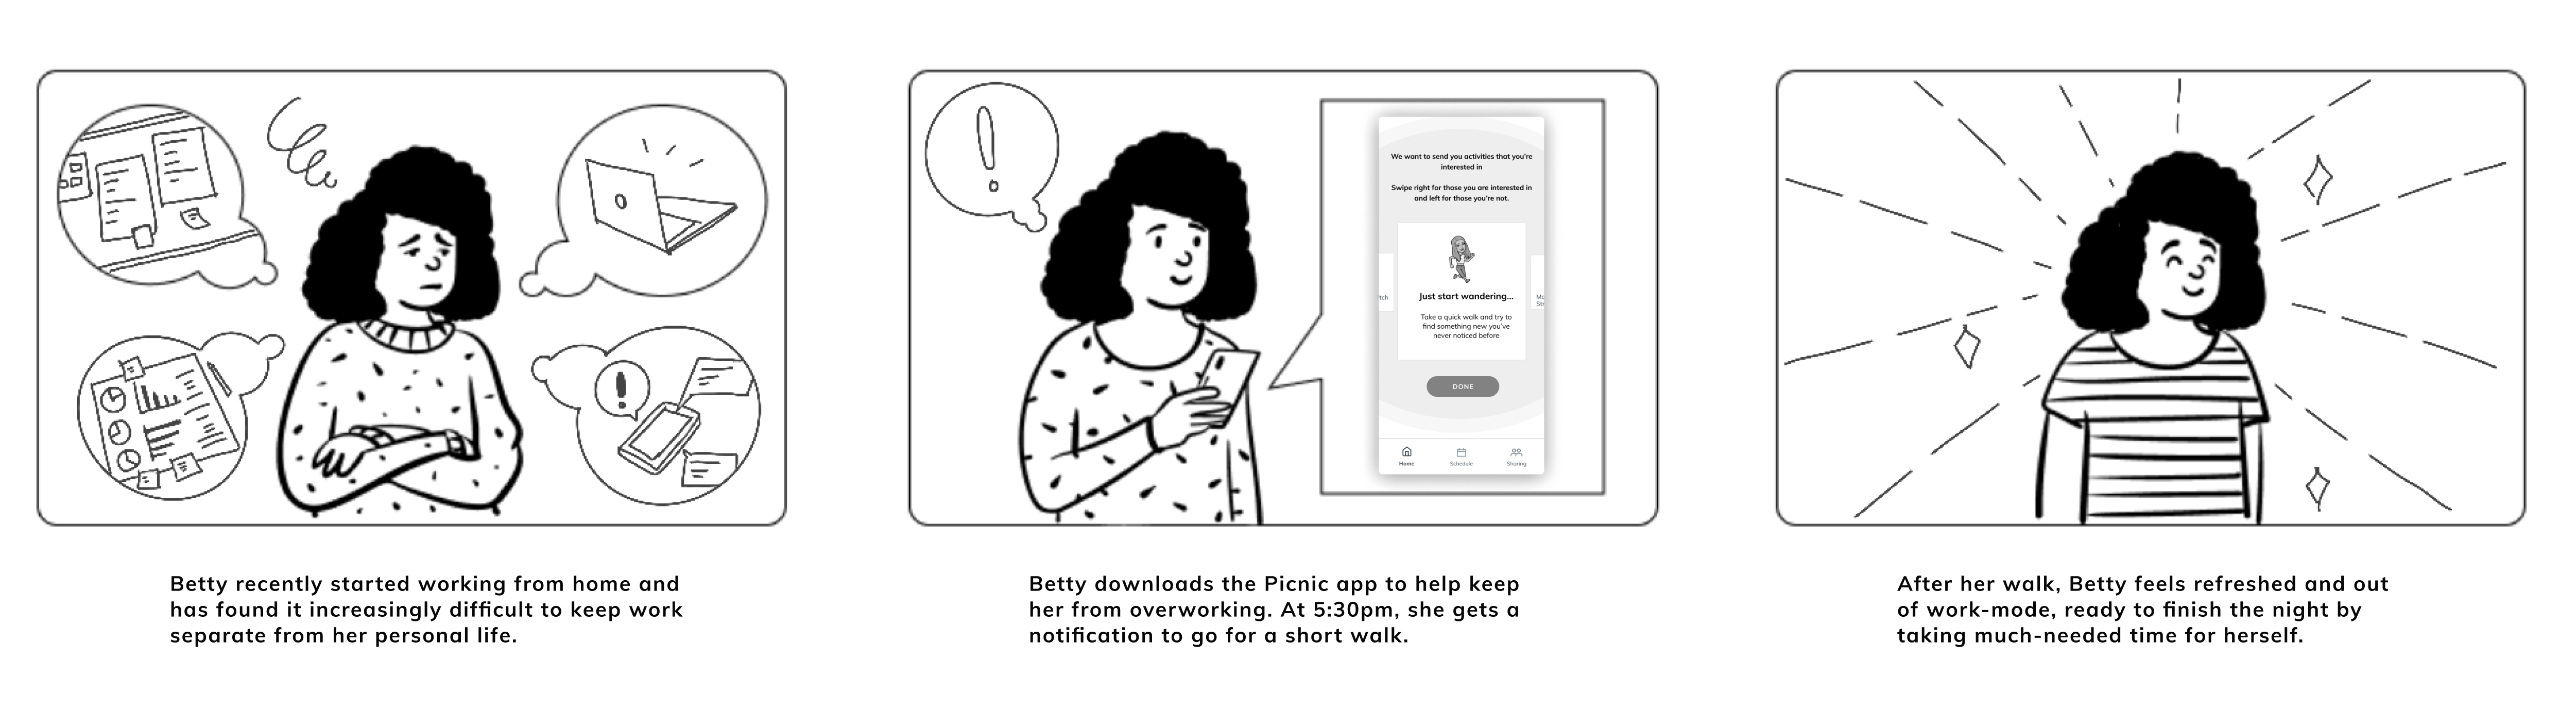 We want to send you activities that you're
interested in
Swipe right for those you are interested in
and left for those you're not.
Just start wandering...
Take a quick walk and try to
find something new you've
never noticed before
DONE
Home
Schedule
Sharing
Betty recently started working from home and
has found it increasingly difficult to keep work
separate from her personal life.
Betty downloads the Picnic app to help keep
her from overworking. At 5:30pm, she gets a
notification to go for a short walk.
After her walk, Betty feels refreshed and out
of work-mode, ready to finish the night by
taking much-needed time for herself.